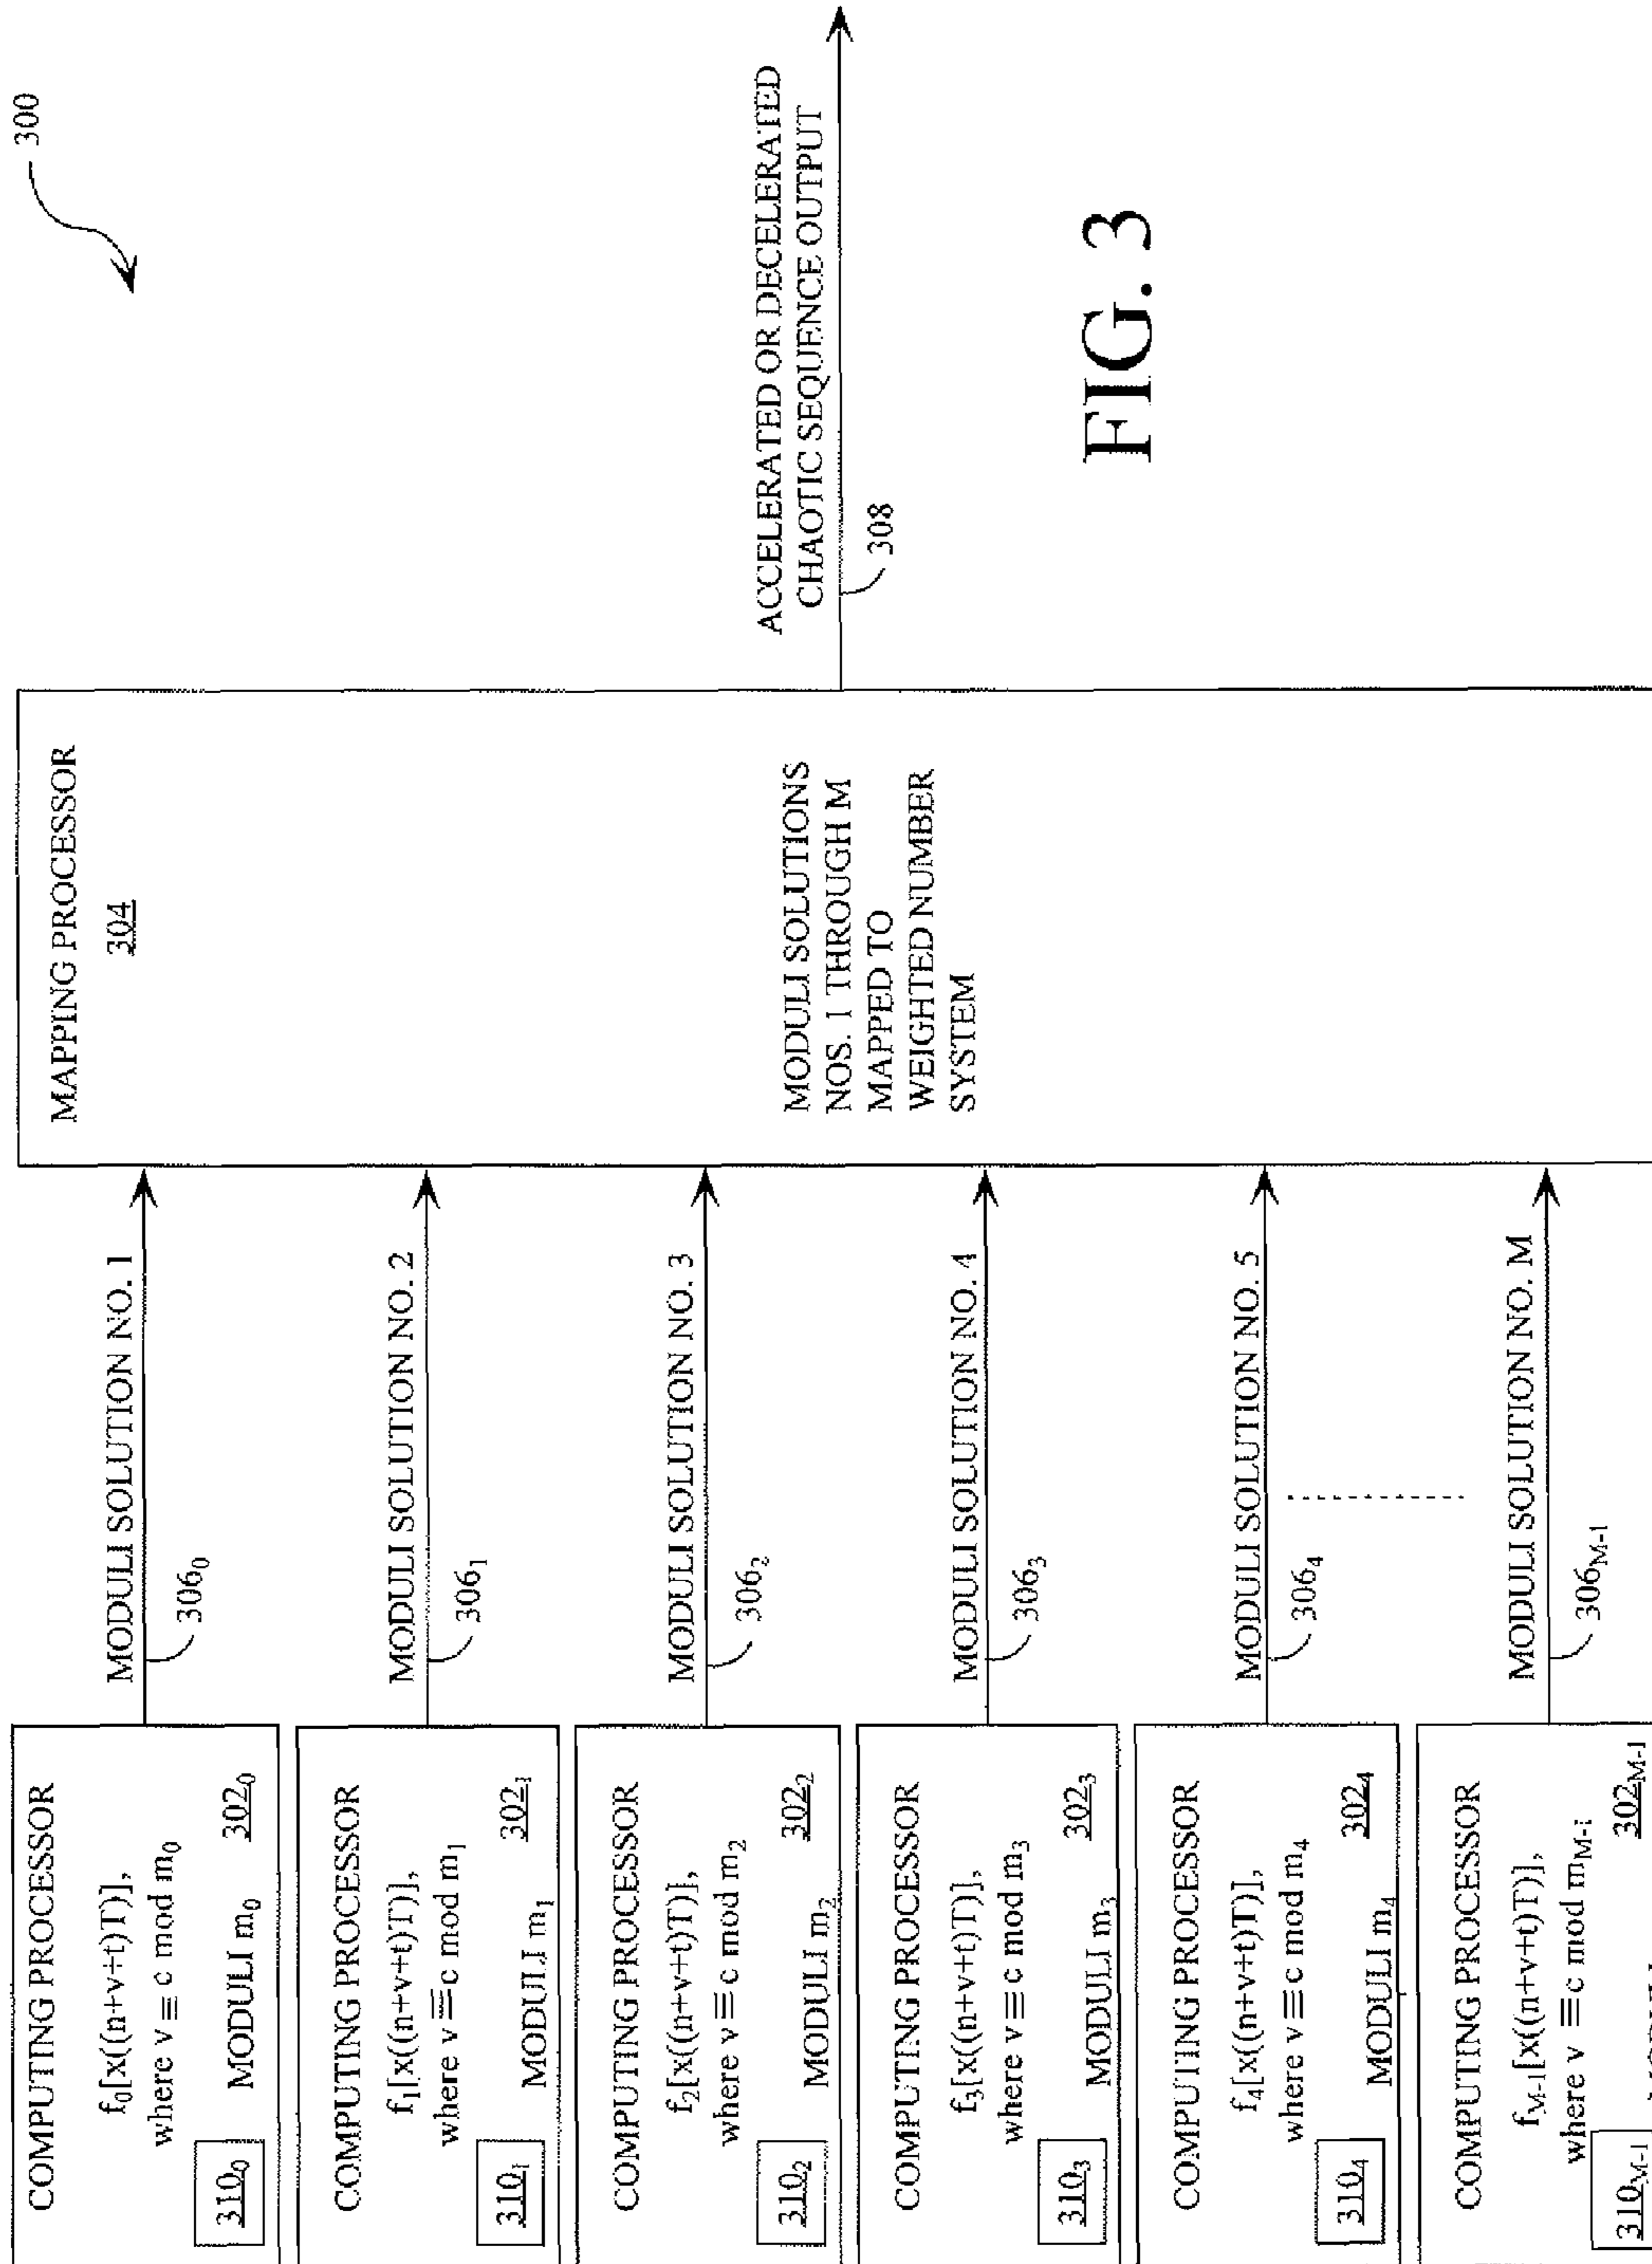 300
COMPUTING PROCESSOR
f₀[x((n+v+t)T)],
where v ≡ c mod m₀
310₀
MODULI m₀
302₀
MODULI SOLUTION NO. 1
306₀
COMPUTING PROCESSOR
f₁[x((n+v+t)T)],
where v ≡ c mod m₁
310₁
MODULI m₁
302₁
MODULI SOLUTION NO. 2
306₁
COMPUTING PROCESSOR
f₂[x((n+v+t)T)],
where v ≡ c mod m₂
310₂
MODULI m₂
302₂
MODULI SOLUTION NO. 3
306₂
COMPUTING PROCESSOR
f₃[x((n+v+t)T)],
where v ≡ c mod m₃
310₃
MODULI m₃
302₃
MODULI SOLUTION NO. 4
306₃
COMPUTING PROCESSOR
f₄[x((n+v+t)T)],
where v ≡ c mod m₄
310₄
MODULI m₄
302₄
MODULI SOLUTION NO. 5
306₄
COMPUTING PROCESSOR
f_M-1[x((n+v+t)T)],
where v ≡ c mod m_M-1
310_M-1
302_M-1
MODULI SOLUTION NO. M
306_M-1
MAPPING PROCESSOR
304
MODULI SOLUTIONS
NOS. 1 THROUGH M
MAPPED TO
WEIGHTED NUMBER
SYSTEM
ACCELERATED OR DECELERATED
CHAOTIC SEQUENCE OUTPUT
308
FIG. 3